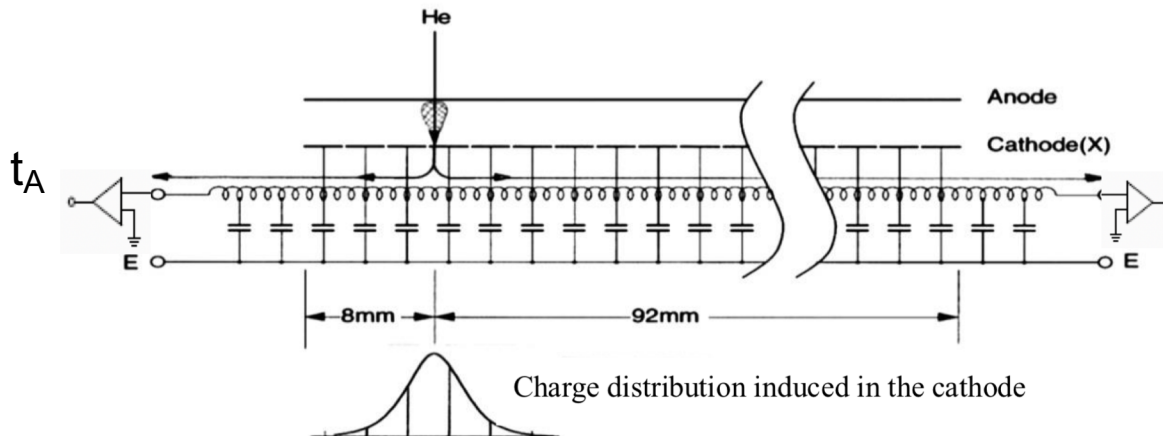 He
Anode
Cathode(X)
tA
E
E
8mm
92mm
Charge distribution induced in the cathode